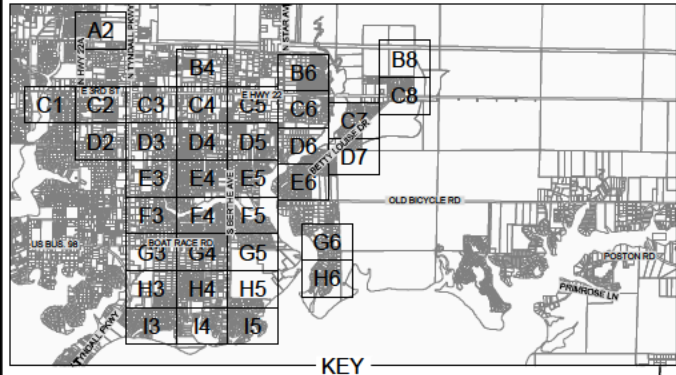 A2
N HWY 22A
N TYNDALL PKWY
N STAR AV
B4
B6
B8
E 3RD ST
E HWY 22
C1
C2
C3
C4
C5
C6
C7
C8
D2
D3
D4
D5
D6
D7
BETTY LOUISE DR
E3
E4
E5
E6
S BERTHE AVE
OLD BICYCLE RD
F3
F4
F5
US BUS. 98
BOAT RACE RD
G3
G4
G5
G6
POSTON RD
H3
H4
H5
H6
PRIMROSE LN
I3
I4
I5
TYNDALL PKWY
KEY